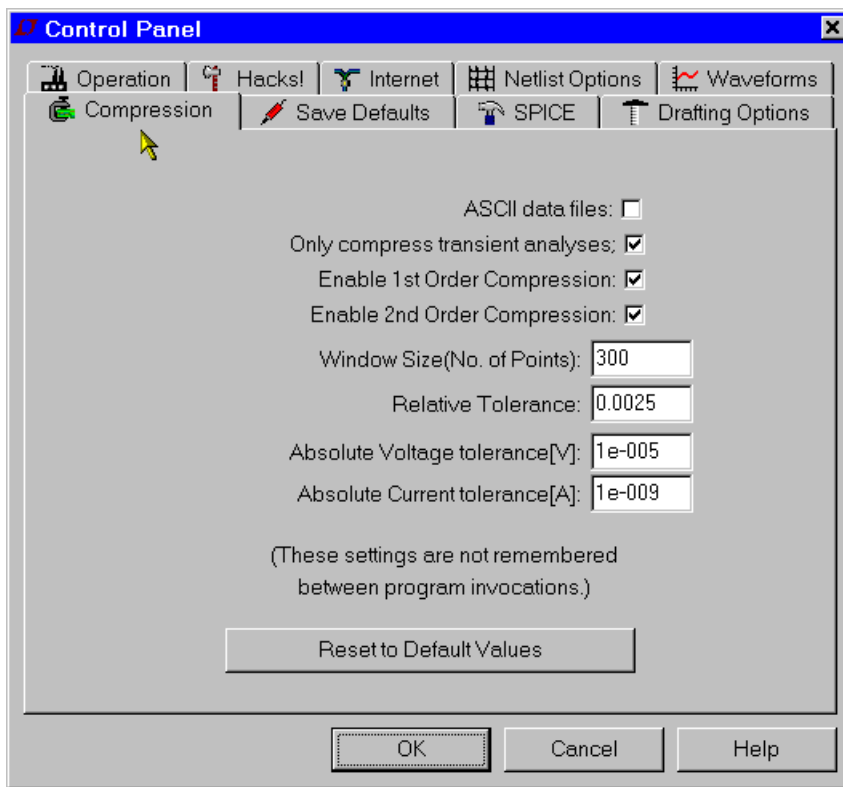 Control Panel
Operation
Hacks!
Internet
Netlist Options
Waveforms
Compression
Save Defaults
SPICE
Drafting Options
ASCII data files:
Only compress transient analyses;
Enable 1st Order Compression:
Enable 2nd Order Compression:
Window Size(No. of Points): 300
Relative Tolerance: 0.0025
Absolute Voltage tolerance[V]: 1e-005
Absolute Current tolerance[A]: 1e-009
(These settings are not remembered
between program invocations.)
Reset to Default Values
OK
Cancel
Help